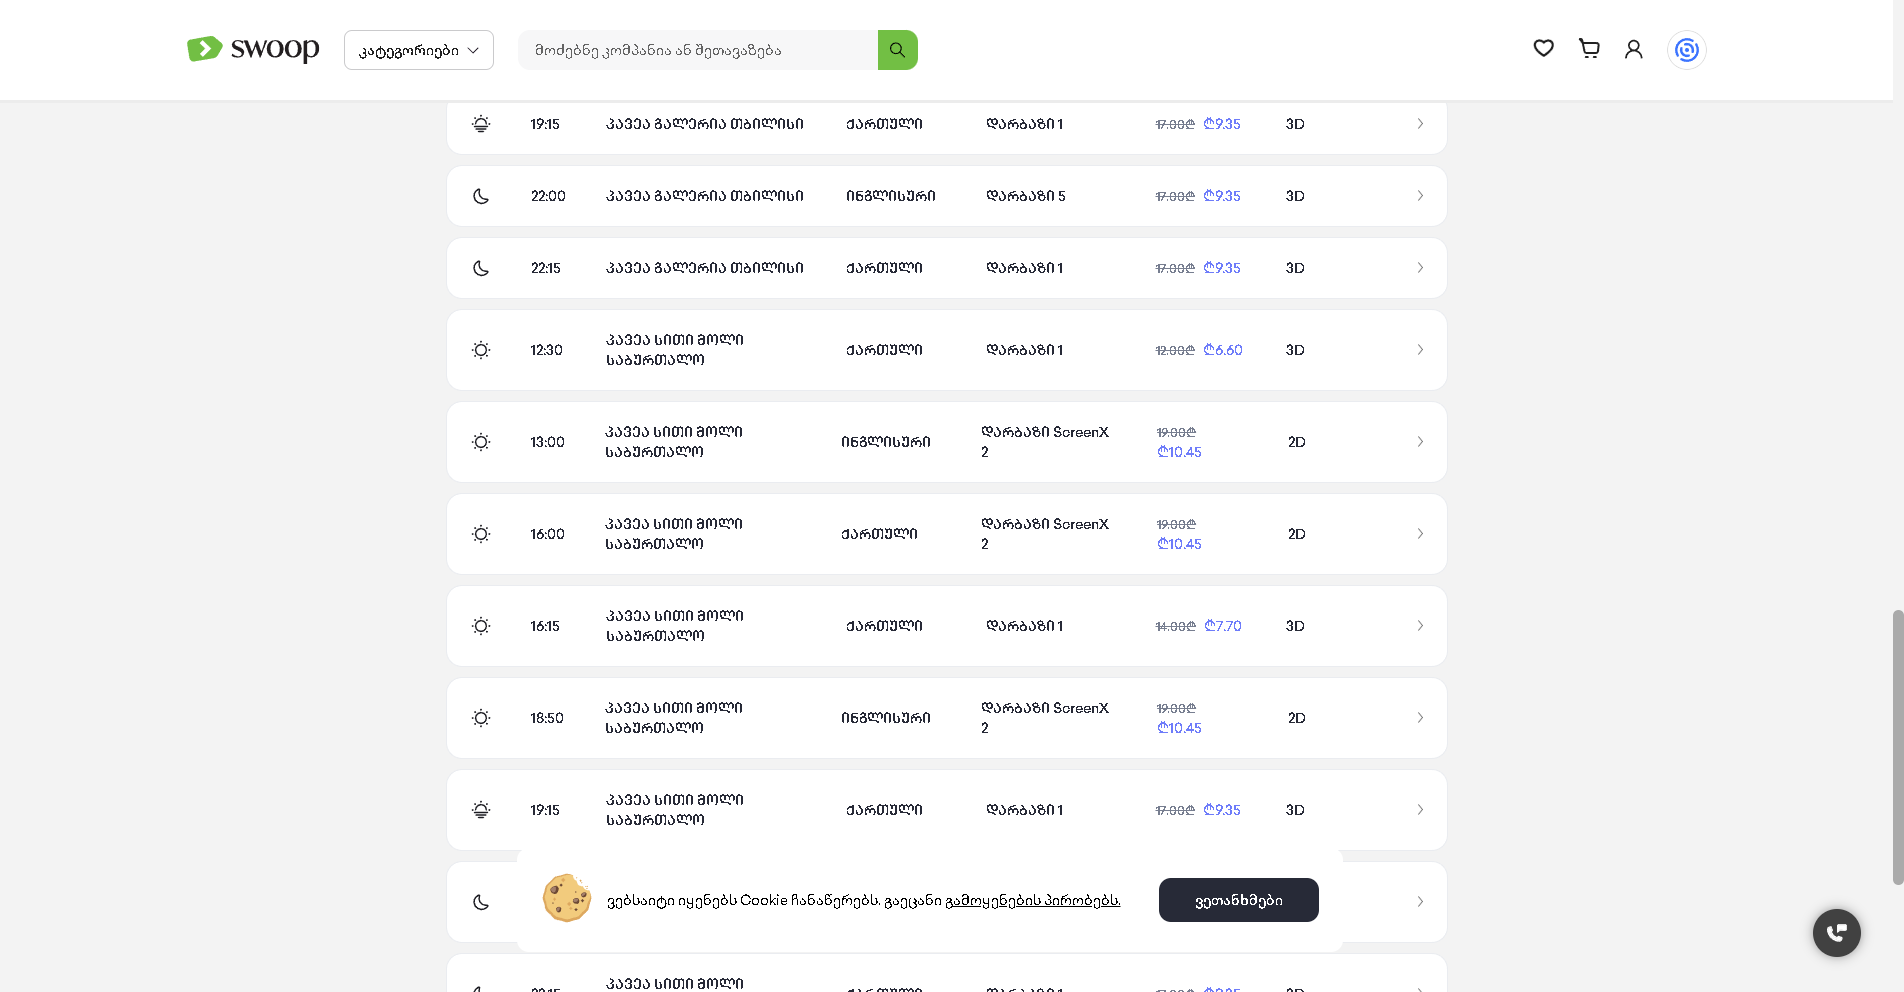 swoop
კატეგორიები
მოძებნე კომპანია ან შეთავაზება
19:15 კავეა გალერია თბილისი ქართული დარბაზი 1 17.00₾ ₾9.35 3D
22:00 კავეა გალერია თბილისი ინგლისური დარბაზი 5 17.00₾ ₾9.35 3D
22:15 კავეა გალერია თბილისი ქართული დარბაზი 1 17.00₾ ₾9.35 3D
12:30 კავეა სითი მოლი საბურთალო ქართული დარბაზი 1 12.00₾ ₾6.60 3D
13:00 კავეა სითი მოლი საბურთალო ინგლისური დარბაზი ScreenX 2 19.00₾ ₾10.45 2D
16:00 კავეა სითი მოლი საბურთალო ქართული დარბაზი ScreenX 2 19.00₾ ₾10.45 2D
16:15 კავეა სითი მოლი საბურთალო ქართული დარბაზი 1 14.00₾ ₾7.70 3D
18:50 კავეა სითი მოლი საბურთალო ინგლისური დარბაზი ScreenX 2 19.00₾ ₾10.45 2D
19:15 კავეა სითი მოლი საბურთალო ქართული დარბაზი 1 17.00₾ ₾9.35 3D
ვებსაიტი იყენებს Cookie ჩანაწერებს. გაეცანი გამოყენების პირობებს.
ვეთანხმები
კავეა სითი მოლი